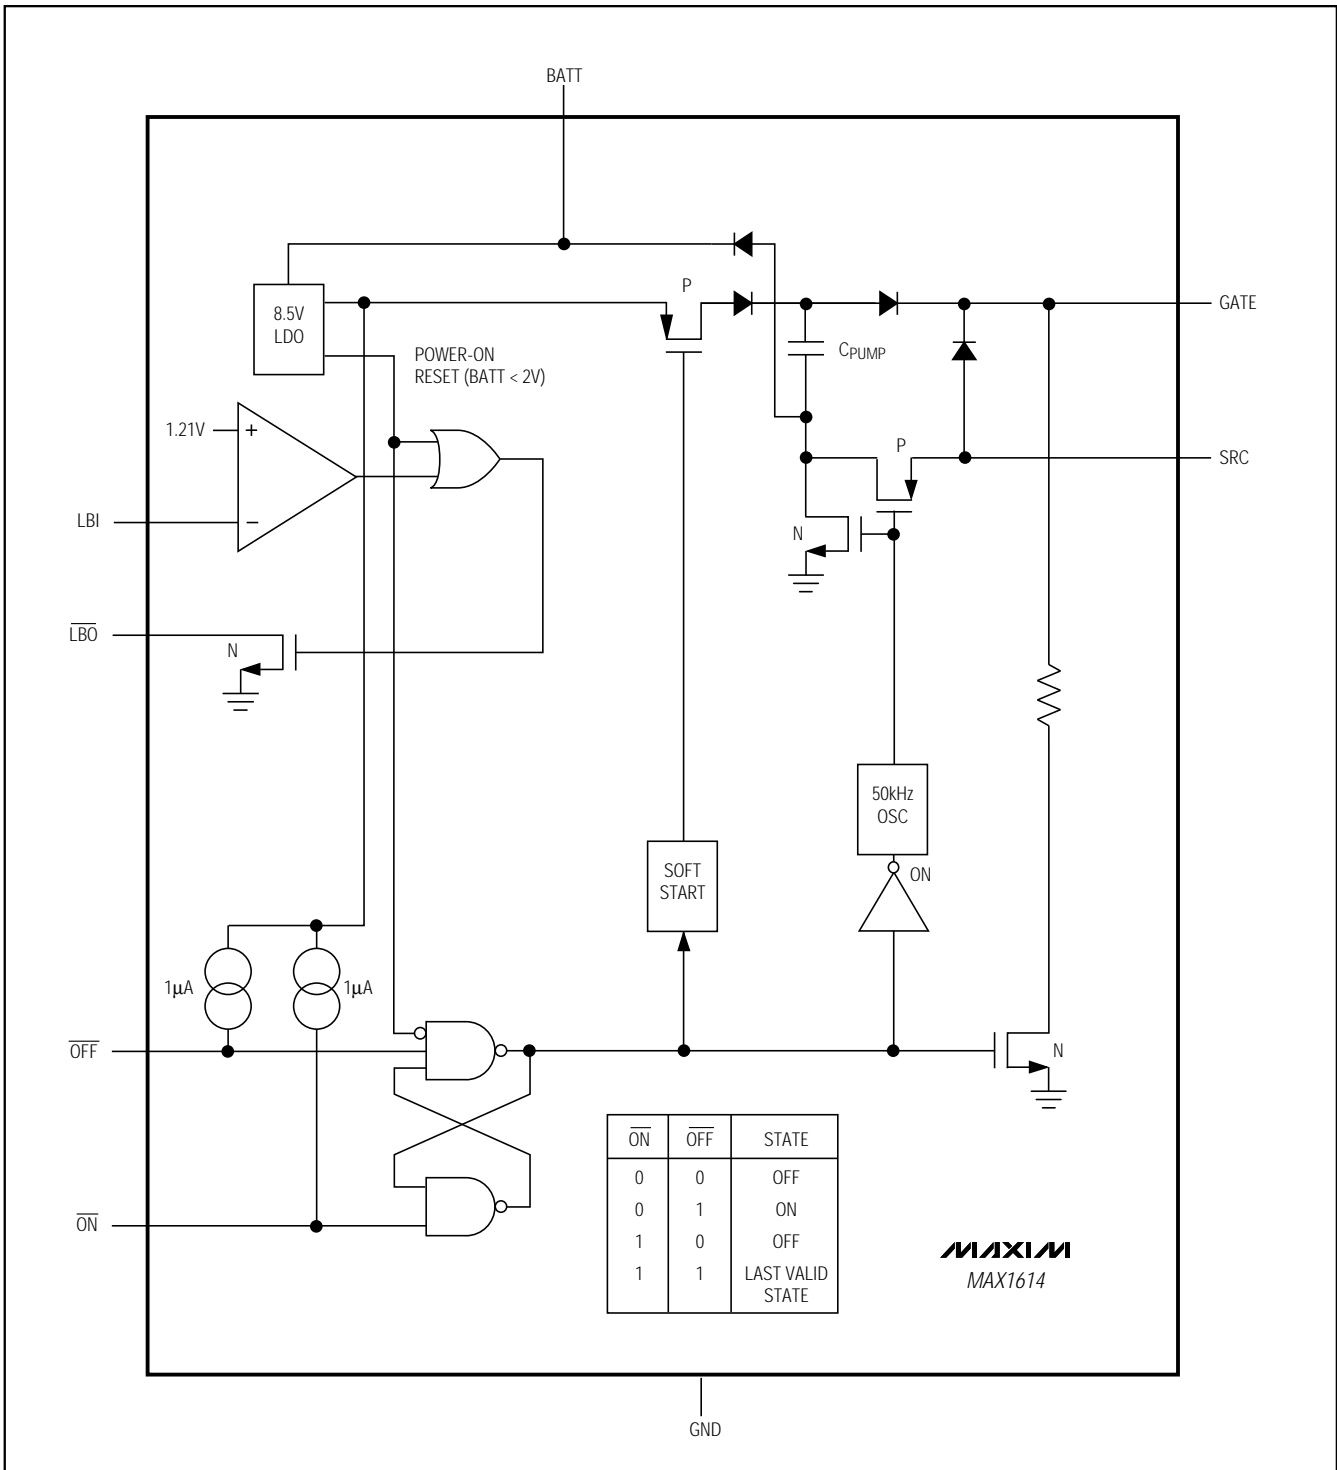 BATT
P
GATE
8.5V
LDO
CPUMP
POWER-ON
RESET (BATT < 2V)
1.21V
+
P
SRC
LBI
−
N
LBO
N
50kHz
OSC
SOFT
START
ON
1µA
1µA
OFF
N
ON OFF STATE
0 0 OFF
0 1 ON
1 0 OFF
1 1 LAST VALID
STATE
ON
MAXIM
MAX1614
GND